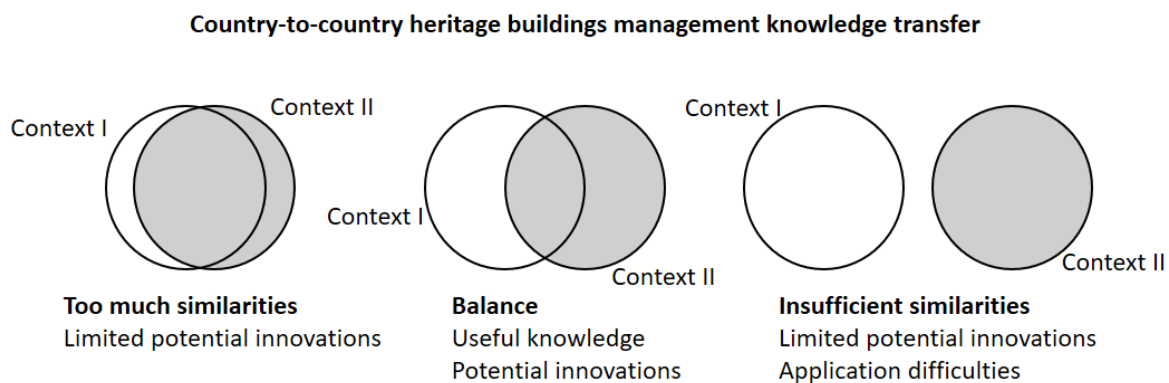 Country-to-country heritage buildings management knowledge transfer
Context I
Context II
Too much similarities
Limited potential innovations
Context I
Context II
Balance
Useful knowledge
Potential innovations
Context I
Context II
Insufficient similarities
Limited potential innovations
Application difficulties